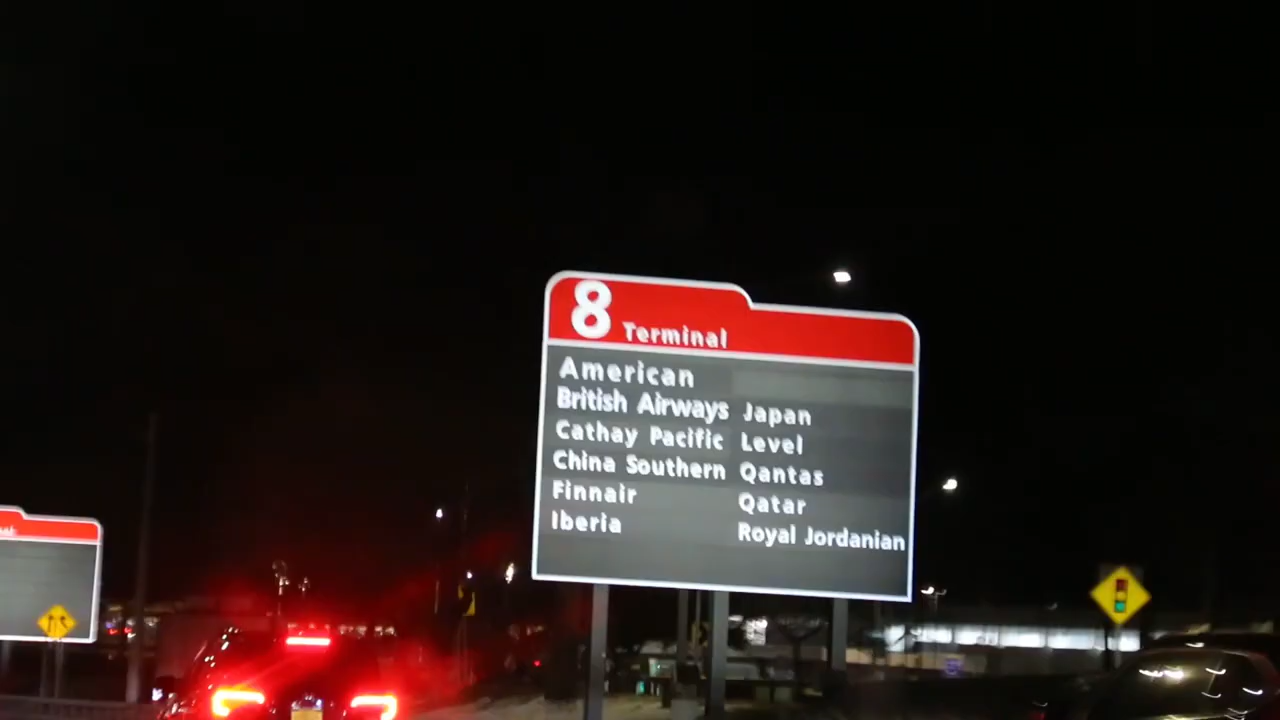 8 Terminal
American
British Airways
Cathay Pacific
China Southern
Finnair
Iberia
Japan
Level
Qantas
Qatar
Royal Jordanian